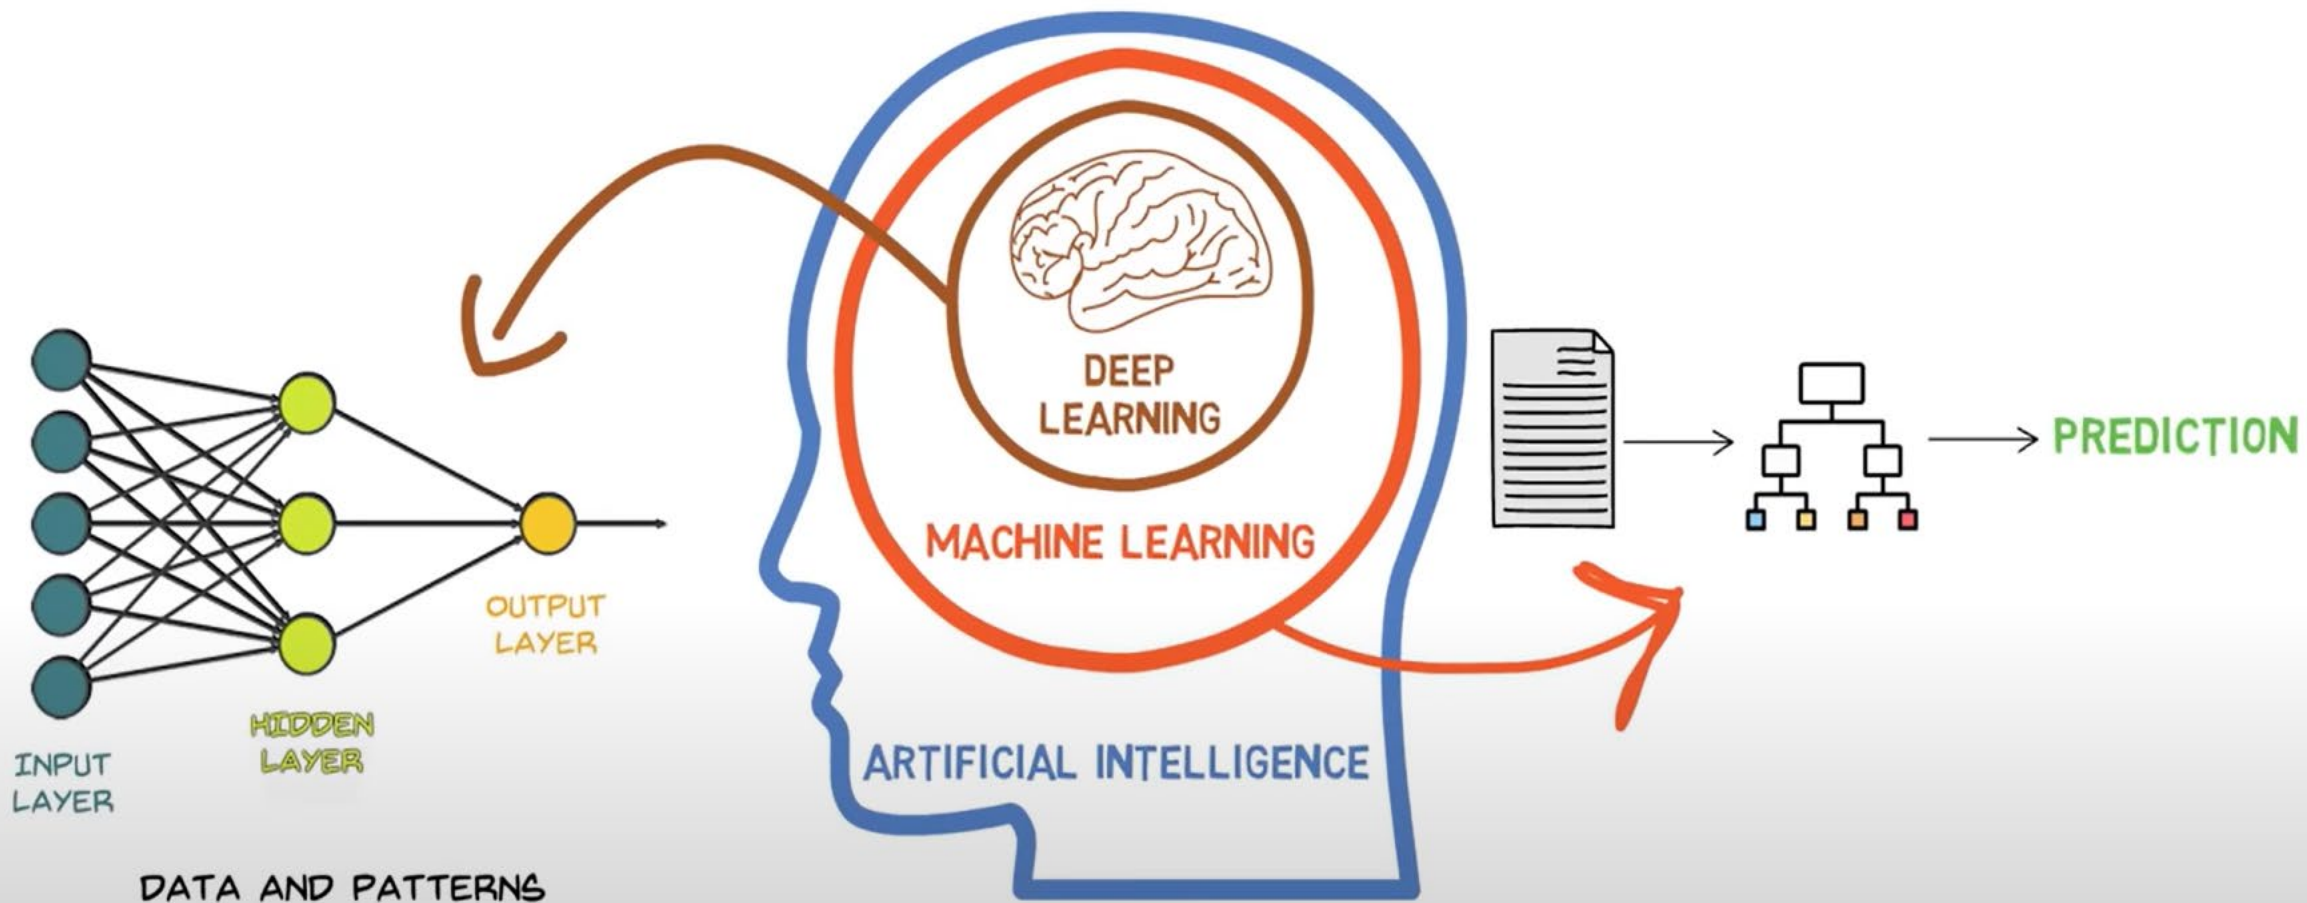 DEEP
LEARNING
MACHINE LEARNING
ARTIFICIAL INTELLIGENCE
INPUT
LAYER
HIDDEN
LAYER
OUTPUT
LAYER
DATA AND PATTERNS
PREDICTION